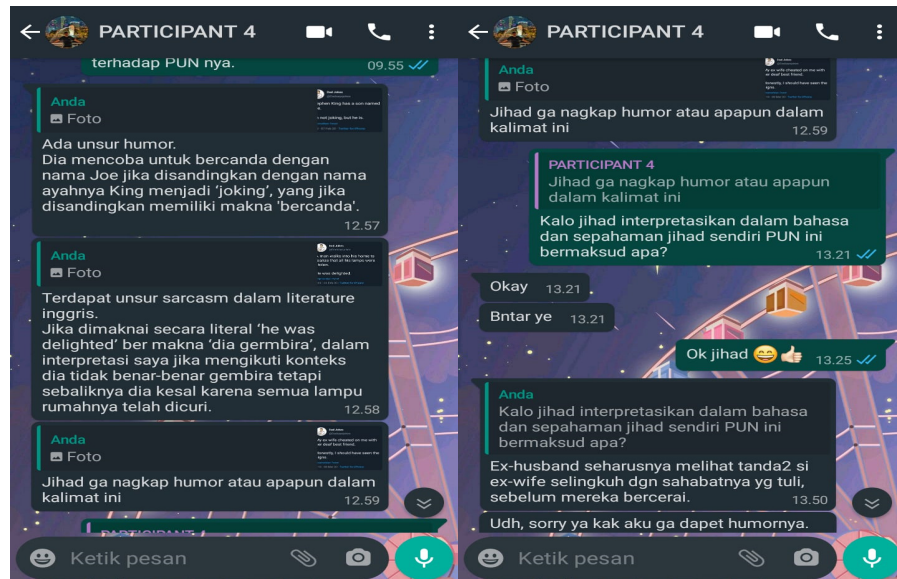 PARTICIPANT 4
terhadap PUN nya.
09.55
Anda
Foto
Ada unsur humor.
Dia mencoba untuk bercanda dengan
nama Joe jika disandingkan dengan nama
ayahnya King menjadi ‘joking’, yang jika
disandingkan memiliki makna 'bercanda'.
12.57
Anda
Foto
Terdapat unsur sarcasm dalam literature
inggris.
Jika dimaknai secara literal ‘he was
delighted’ ber makna ‘dia germbira’, dalam
interpretasi saya jika mengikuti konteks
dia tidak benar-benar gembira tetapi
sebaliknya dia kesal karena semua lampu
rumahnya telah dicuri.
12.58
Anda
Foto
Jihad ga nagkap humor atau apapun dalam
kalimat ini
12.59
PARTICIPANT 4
Ketik pesan
PARTICIPANT 4
Anda
Foto
Jihad ga nagkap humor atau apapun dalam
kalimat ini
12.59
PARTICIPANT 4
Jihad ga nagkap humor atau apapun
dalam kalimat ini
Kalo jihad interpretasikan dalam bahasa
dan sepahaman jihad sendiri PUN ini
bermaksud apa?
13.21
Okay 13.21
Bntar ye 13.21
Ok jihad 😄👍🏻 13.25
Anda
Kalo jihad interpretasikan dalam bahasa
dan sepahaman jihad sendiri PUN ini
bermaksud apa?
Ex-husband seharusnya melihat tanda2 si
ex-wife selingkuh dgn sahabatnya yg tuli,
sebelum mereka bercerai.
13.50
Udh, sorry ya kak aku ga dapet humornya.
Ketik pesan